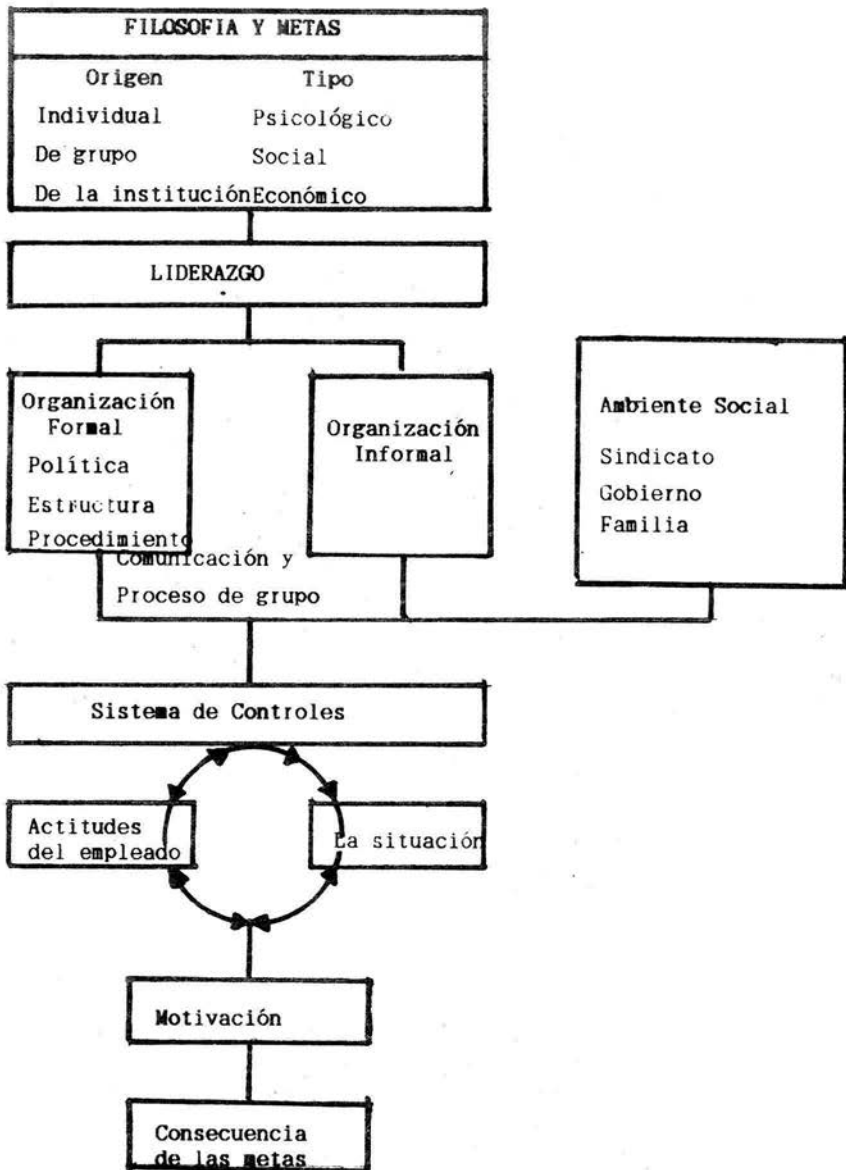 FILOSOFIA Y METAS
Origen Tipo
Individual Psicológico
De grupo Social
De la institución Económico
LIDERAZGO
Organización
Formal
Política
Estructura
Procedimiento
Organización
Informal
Ambiente Social
Sindicato
Gobierno
Familia
Comunicación y
Proceso de grupo
Sistema de Controles
Actitudes
del empleado
La situación
Motivación
Consecuencia
de las metas